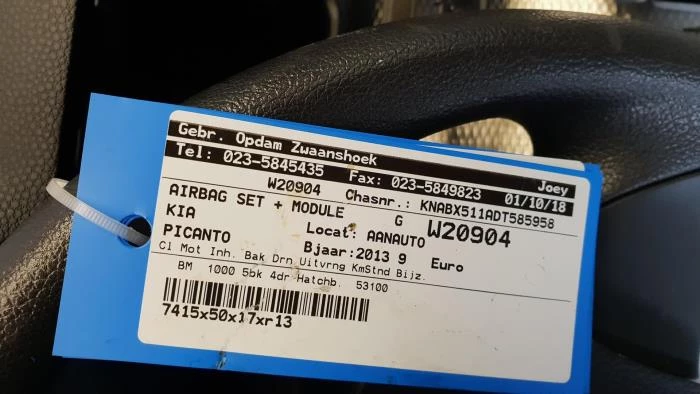 Gebr. Opdam Zwaanshoek Joey
Tel: 023-5845435 Fax: 023-5849823 01/10/18
W20904 Chasnr.: KNABX511ADT585958
AIRBAG SET + MODULE G W20904
KIA Locat: AANAUTO
PICANTO Bjaar: 2013 9 Euro
Cl Mot Inh. Bak Drn Uitvrng KmStnd Bijz.
BM 1000 5bk 4dr Hatchb. 53100
7415x50x17xr13